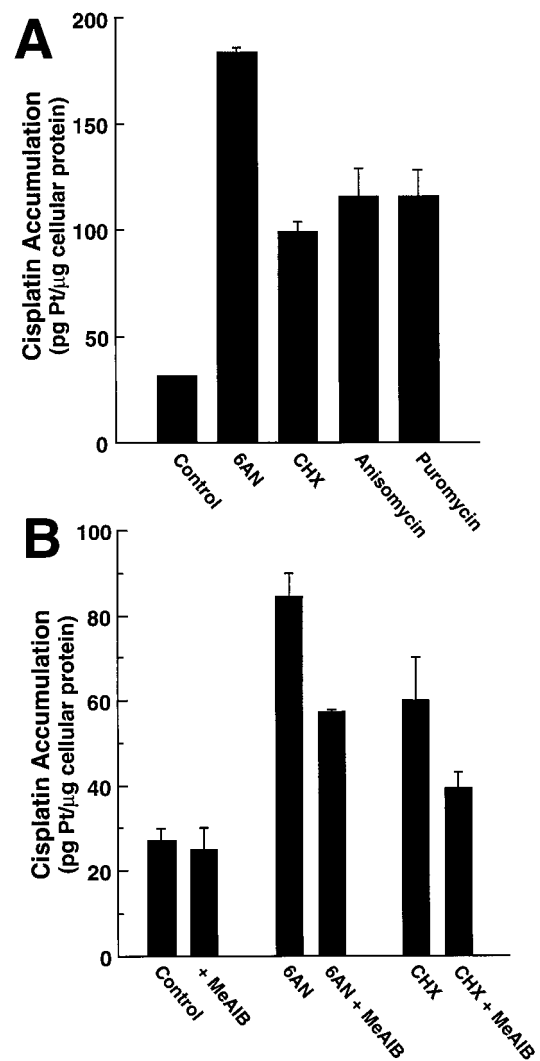 A
Cisplatin Accumulation
(pg Pt/μg cellular protein)
200
150
100
50
0
Control
6AN
CHX
Anisomycin
Puromycin
B
Cisplatin Accumulation
(pg Pt/μg cellular protein)
100
80
60
40
20
0
Control
+ MeAIB
6AN
6AN + MeAIB
CHX
CHX + MeAIB